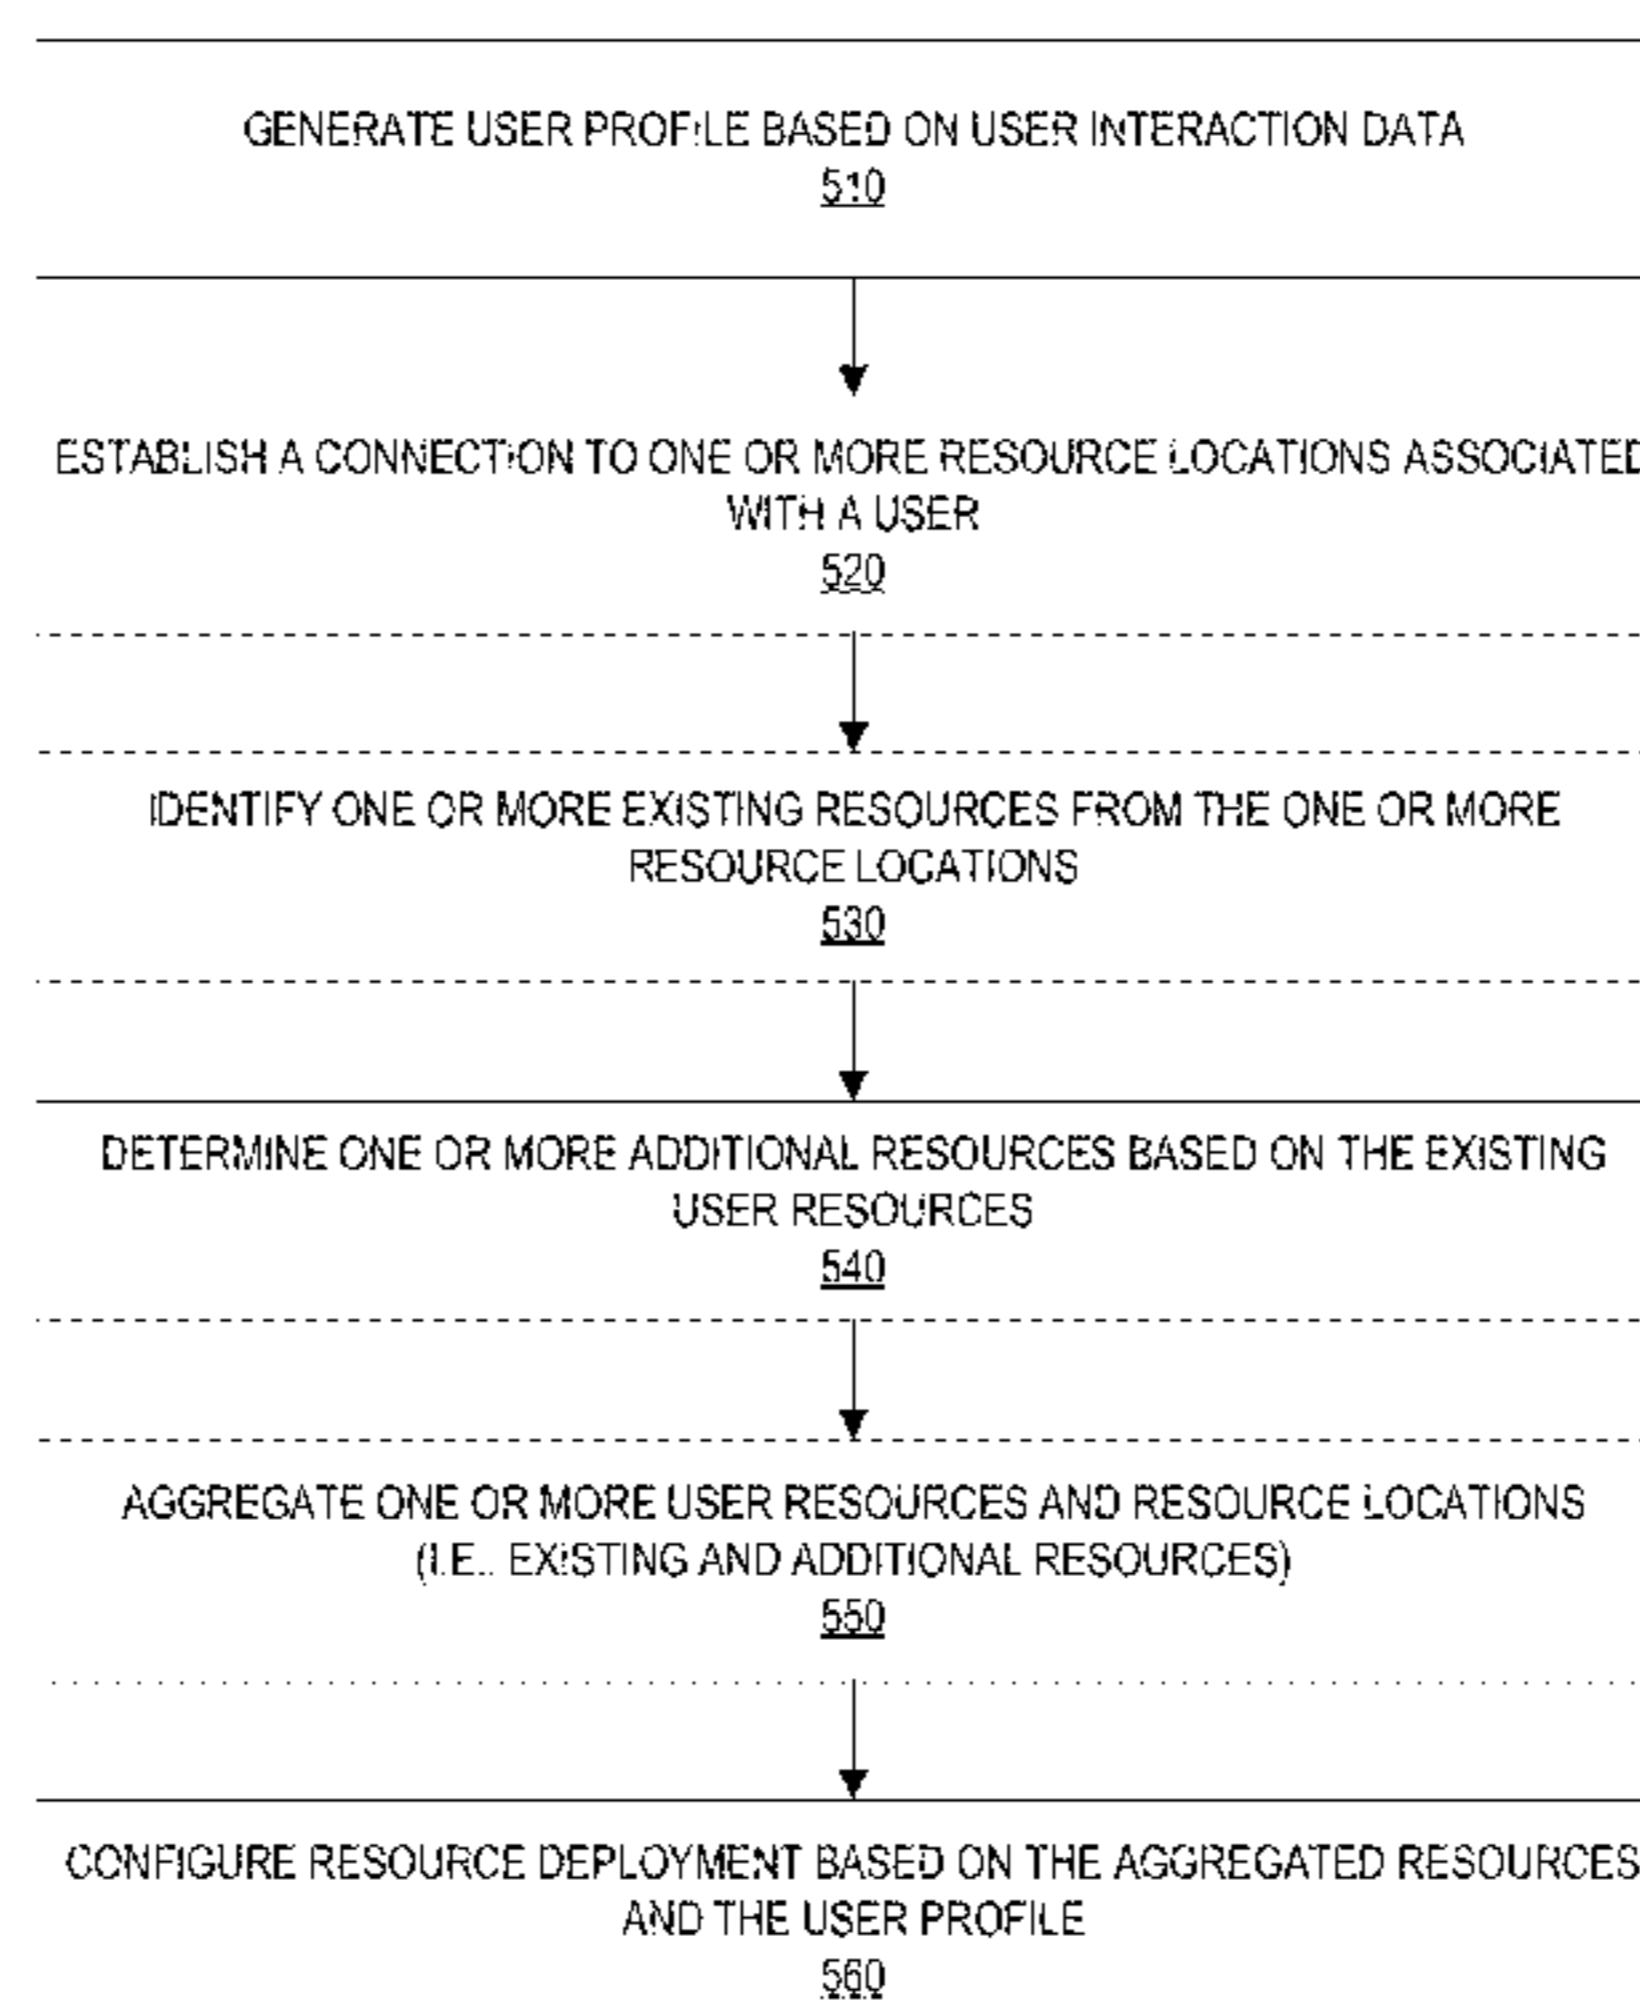 GENERATE USER PROFILE BASED ON USER INTERACTION DATA
510
ESTABLISH A CONNECTION TO ONE OR MORE RESOURCE LOCATIONS ASSOCIATED
WITH A USER
520
IDENTIFY ONE OR MORE EXISTING RESOURCES FROM THE ONE OR MORE
RESOURCE LOCATIONS
530
DETERMINE ONE OR MORE ADDITIONAL RESOURCES BASED ON THE EXISTING
USER RESOURCES
540
AGGREGATE ONE OR MORE USER RESOURCES AND RESOURCE LOCATIONS
(I.E., EXISTING AND ADDITIONAL RESOURCES)
550
CONFIGURE RESOURCE DEPLOYMENT BASED ON THE AGGREGATED RESOURCES
AND THE USER PROFILE
560